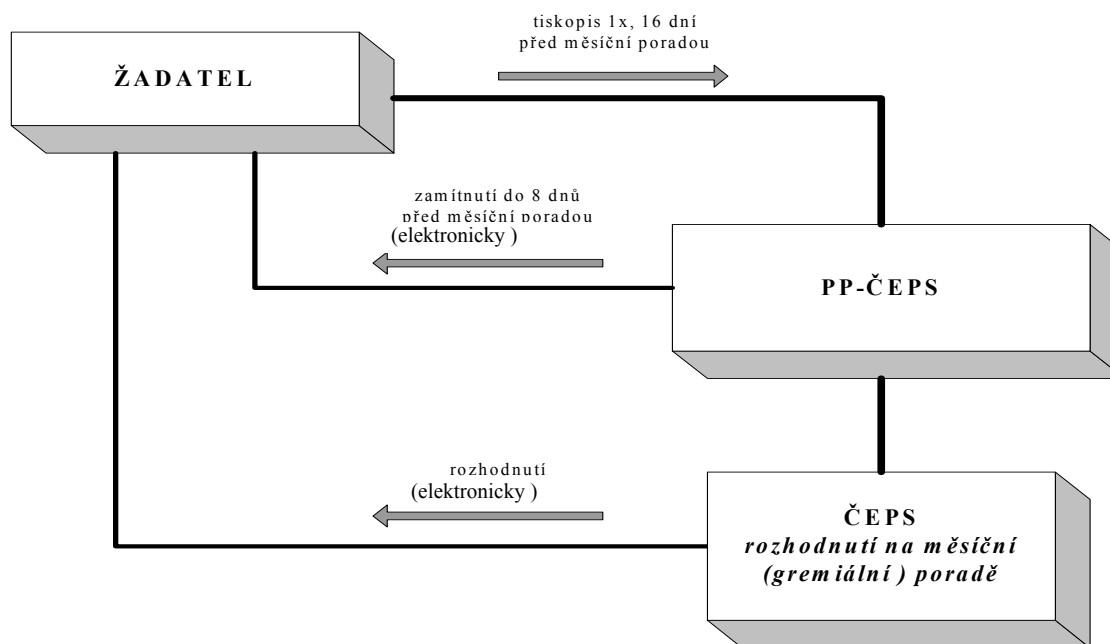 tiskopis 1x, 16 dní
před měsíční poradou
ŽADATEL
zamítnutí do 8 dnů
před měsíční poradou
(elektronicky )
PP-ČEPS
rozhodnutí
(elektronicky )
ČEPS
rozhodnutí na měsíční
(gremiální ) poradě